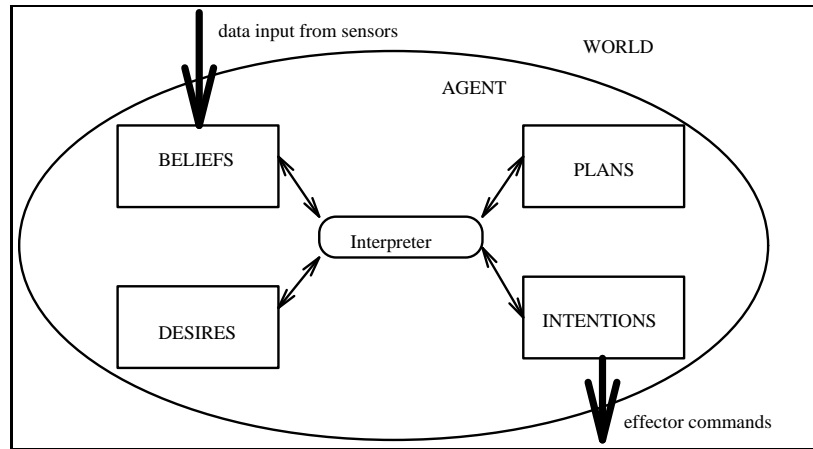 data input from sensors
WORLD
AGENT
BELIEFS
PLANS
Interpreter
DESIRES
INTENTIONS
effector commands